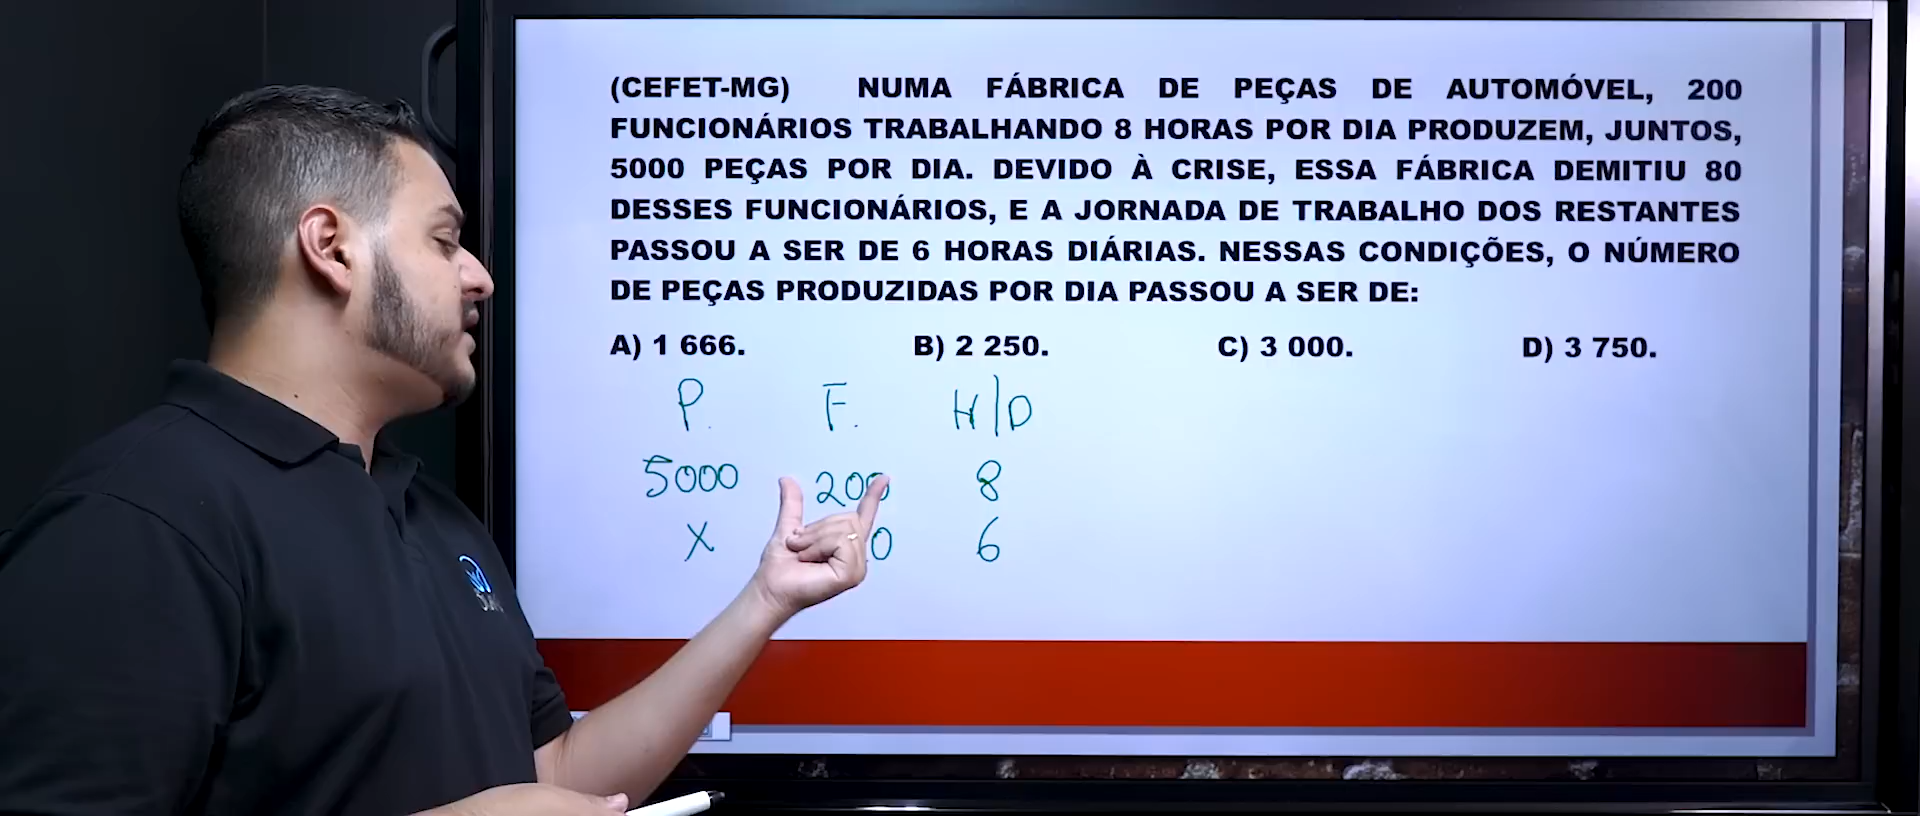 (CEFET-MG) NUMA FÁBRICA DE PEÇAS DE AUTOMÓVEL, 200
FUNCIONÁRIOS TRABALHANDO 8 HORAS POR DIA PRODUZEM, JUNTOS,
5000 PEÇAS POR DIA. DEVIDO À CRISE, ESSA FÁBRICA DEMITIU 80
DESSES FUNCIONÁRIOS, E A JORNADA DE TRABALHO DOS RESTANTES
PASSOU A SER DE 6 HORAS DIÁRIAS. NESSAS CONDIÇÕES, O NÚMERO
DE PEÇAS PRODUZIDAS POR DIA PASSOU A SER DE:
A) 1 666. B) 2 250. C) 3 000. D) 3 750.
P. F. H|D
5000 200 8
X 6